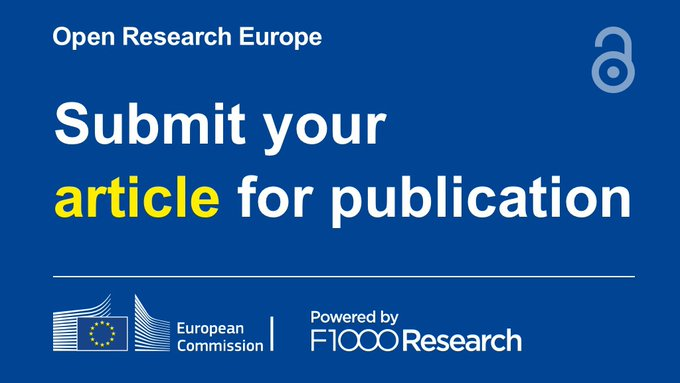 Open Research Europe
Submit your
article for publication
European
Commission
Powered by
F1000Research